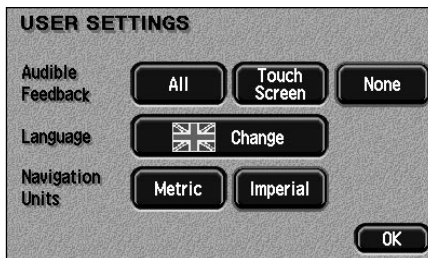 USER SETTINGS
Audible
Feedback
All
Touch
Screen
None
Language
Change
Navigation
Units
Metric
Imperial
OK